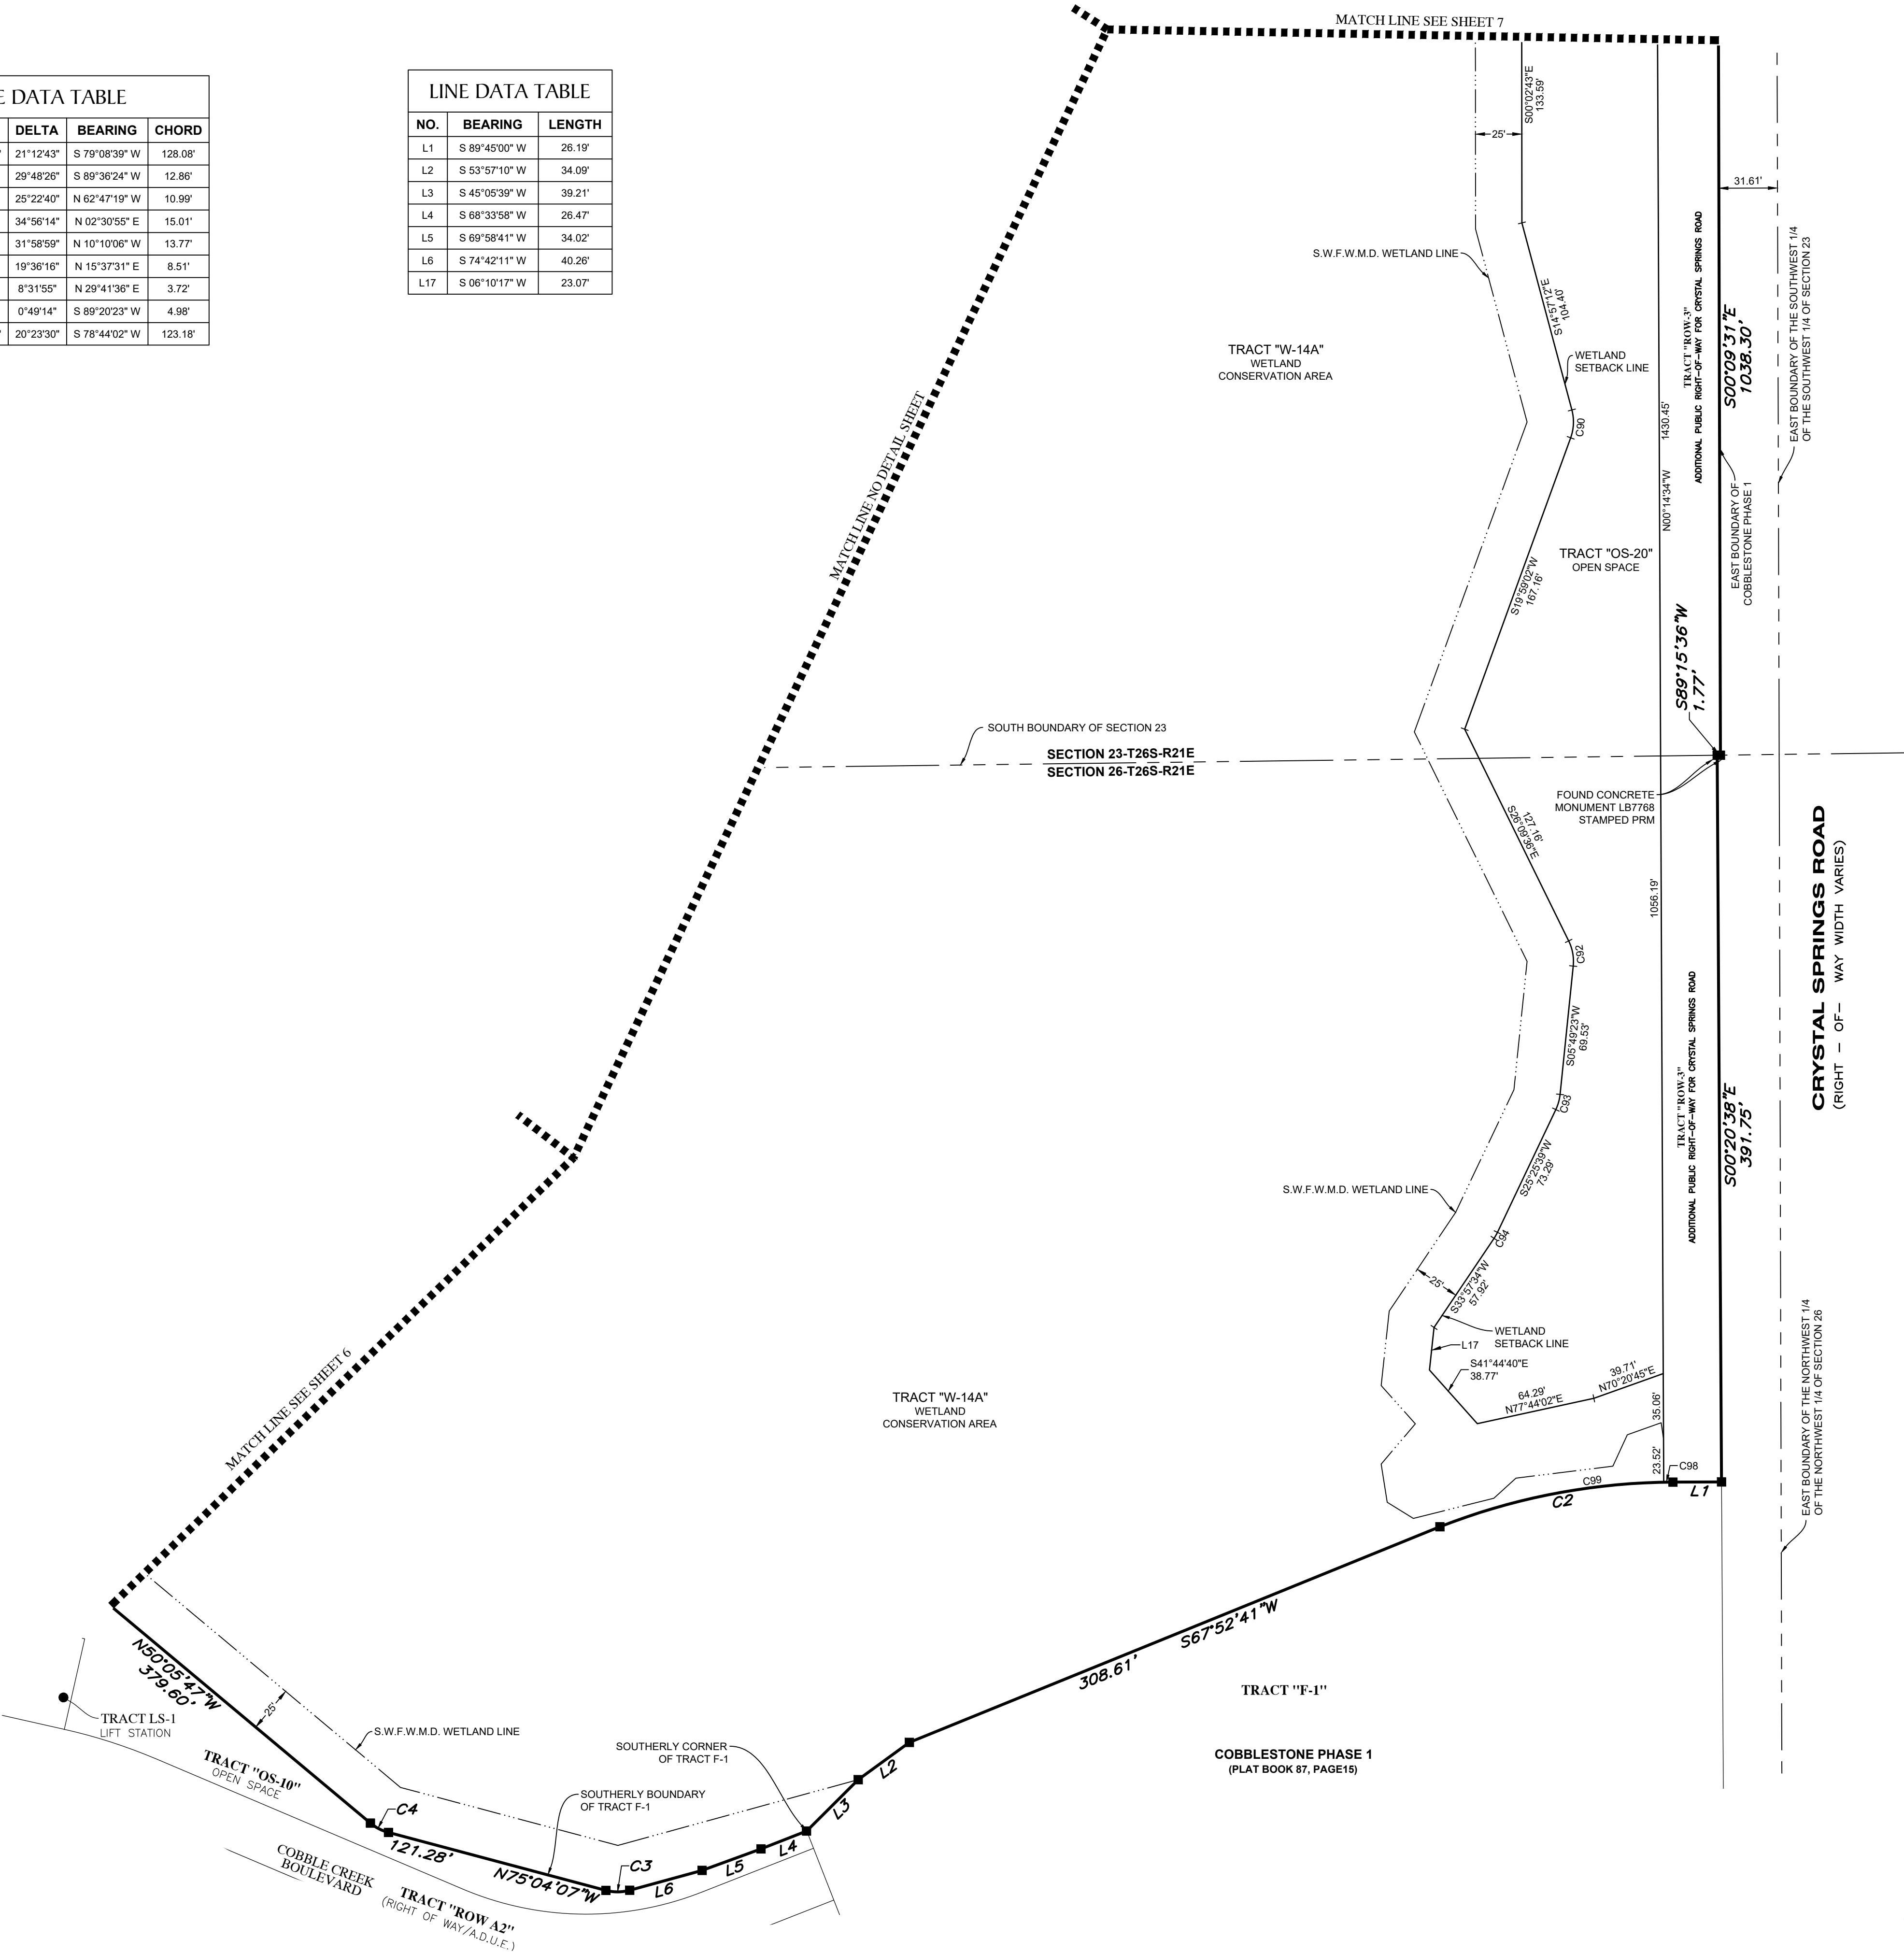 E DATA TABLE
DELTA BEARING CHORD
' 21°12'43" S 79°08'39" W 128.08'
29°48'26" S 89°36'24" W 12.86'
25°22'40" N 62°47'19" W 10.99'
34°56'14" N 02°30'55" E 15.01'
31°58'59" N 10°10'06" W 13.77'
19°36'16" N 15°37'31" E 8.51'
8°31'55" N 29°41'36" E 3.72'
0°49'14" S 89°20'23" W 4.98'
' 20°23'30" S 78°44'02" W 123.18'
LINE DATA TABLE
NO. BEARING LENGTH
L1 S 89°45'00" W 26.19'
L2 S 53°57'10" W 34.09'
L3 S 45°05'39" W 39.21'
L4 S 68°33'58" W 26.47'
L5 S 69°58'41" W 34.02'
L6 S 74°42'11" W 40.26'
L17 S 06°10'17" W 23.07'
MATCH LINE SEE SHEET 7
S00°02'43"E
133.59'
25'
31.61'
S.W.F.W.M.D. WETLAND LINE
S14°57'12"E
104.40'
EAST BOUNDARY OF THE SOUTHWEST 1/4
OF THE SOUTHWEST 1/4 OF SECTION 23
TRACT "W-14A"
WETLAND
CONSERVATION AREA
WETLAND
SETBACK LINE
TRACT "ROW-3"
ADDITIONAL PUBLIC RIGHT-OF-WAY FOR CRYSTAL SPRINGS ROAD
S00°09'31"E
1038.30'
C90
1430.45'
N00°14'34"W
MATCH LINE NO DETAIL SHEET
EAST BOUNDARY OF
COBBLESTONE PHASE 1
TRACT "OS-20"
OPEN SPACE
S19°59'02"W
167.16'
S89°15'36"W
1.77'
SOUTH BOUNDARY OF SECTION 23
SECTION 23-T26S-R21E
SECTION 26-T26S-R21E
FOUND CONCRETE
MONUMENT LB7768
STAMPED PRM
127.16'
S26°09'36"E
CRYSTAL SPRINGS ROAD
(RIGHT - OF- WAY WIDTH VARIES)
1056.19'
C92
S05°49'23"W
69.53'
TRACT "ROW-3"
ADDITIONAL PUBLIC RIGHT-OF-WAY FOR CRYSTAL SPRINGS ROAD
S00°20'38"E
391.75'
C93
S25°25'39"W
73.29'
S.W.F.W.M.D. WETLAND LINE
C94
25'
S33°57'34"W
57.92'
WETLAND
SETBACK LINE
L17
S41°44'40"E
38.77'
EAST BOUNDARY OF THE NORTHWEST 1/4
OF THE NORTHWEST 1/4 OF SECTION 26
MATCH LINE SEE SHEET 6
TRACT "W-14A"
WETLAND
CONSERVATION AREA
64.29'
N77°44'02"E
39.71'
N70°20'45"E
35.06'
23.52'
C98
C99
C2
L1
S67°52'41"W
308.61'
N50°05'47"W
379.60'
25'
TRACT "F-1"
TRACT LS-1
LIFT STATION
S.W.F.W.M.D. WETLAND LINE
SOUTHERLY CORNER
OF TRACT F-1
COBBLESTONE PHASE 1
(PLAT BOOK 87, PAGE15)
TRACT "OS-10"
OPEN SPACE
SOUTHERLY BOUNDARY
OF TRACT F-1
L2
L3
C4
121.28'
N75°04'07"W
C3
L6
L5
L4
COBBLE CREEK
BOULEVARD
TRACT "ROW A2"
(RIGHT OF WAY/A.D.U.E.)